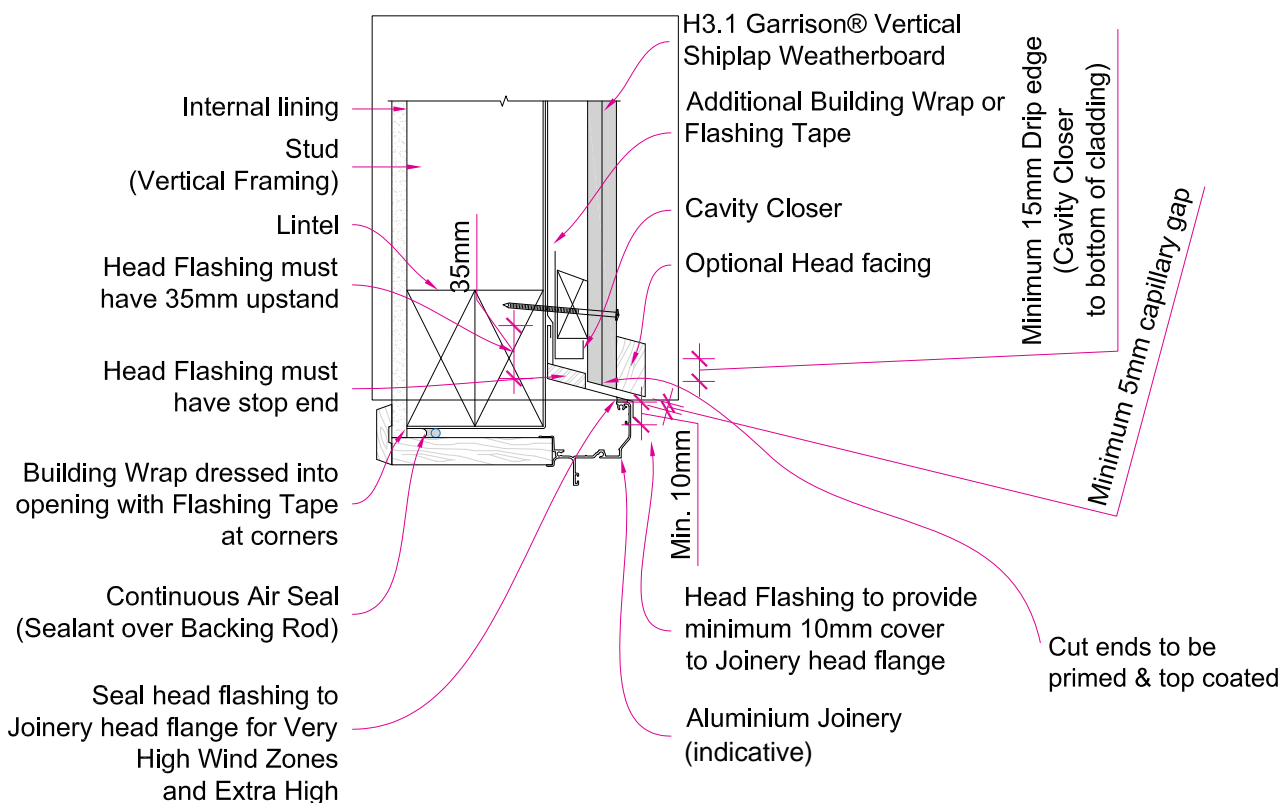 H3.1 Garrison® Vertical
Shiplap Weatherboard
Internal lining
Additional Building Wrap or
Flashing Tape
Stud
(Vertical Framing)
Lintel
Cavity Closer
35mm
Head Flashing must
have 35mm upstand
Optional Head facing
Minimum 15mm Drip edge
(Cavity Closer
to bottom of cladding)
Minimum 5mm capillary gap
Head Flashing must
have stop end
Building Wrap dressed into
opening with Flashing Tape
at corners
Min. 10mm
Continuous Air Seal
(Sealant over Backing Rod)
Head Flashing to provide
minimum 10mm cover
to Joinery head flange
Cut ends to be
primed & top coated
Seal head flashing to
Joinery head flange for Very
High Wind Zones
and Extra High
Aluminium Joinery
(indicative)